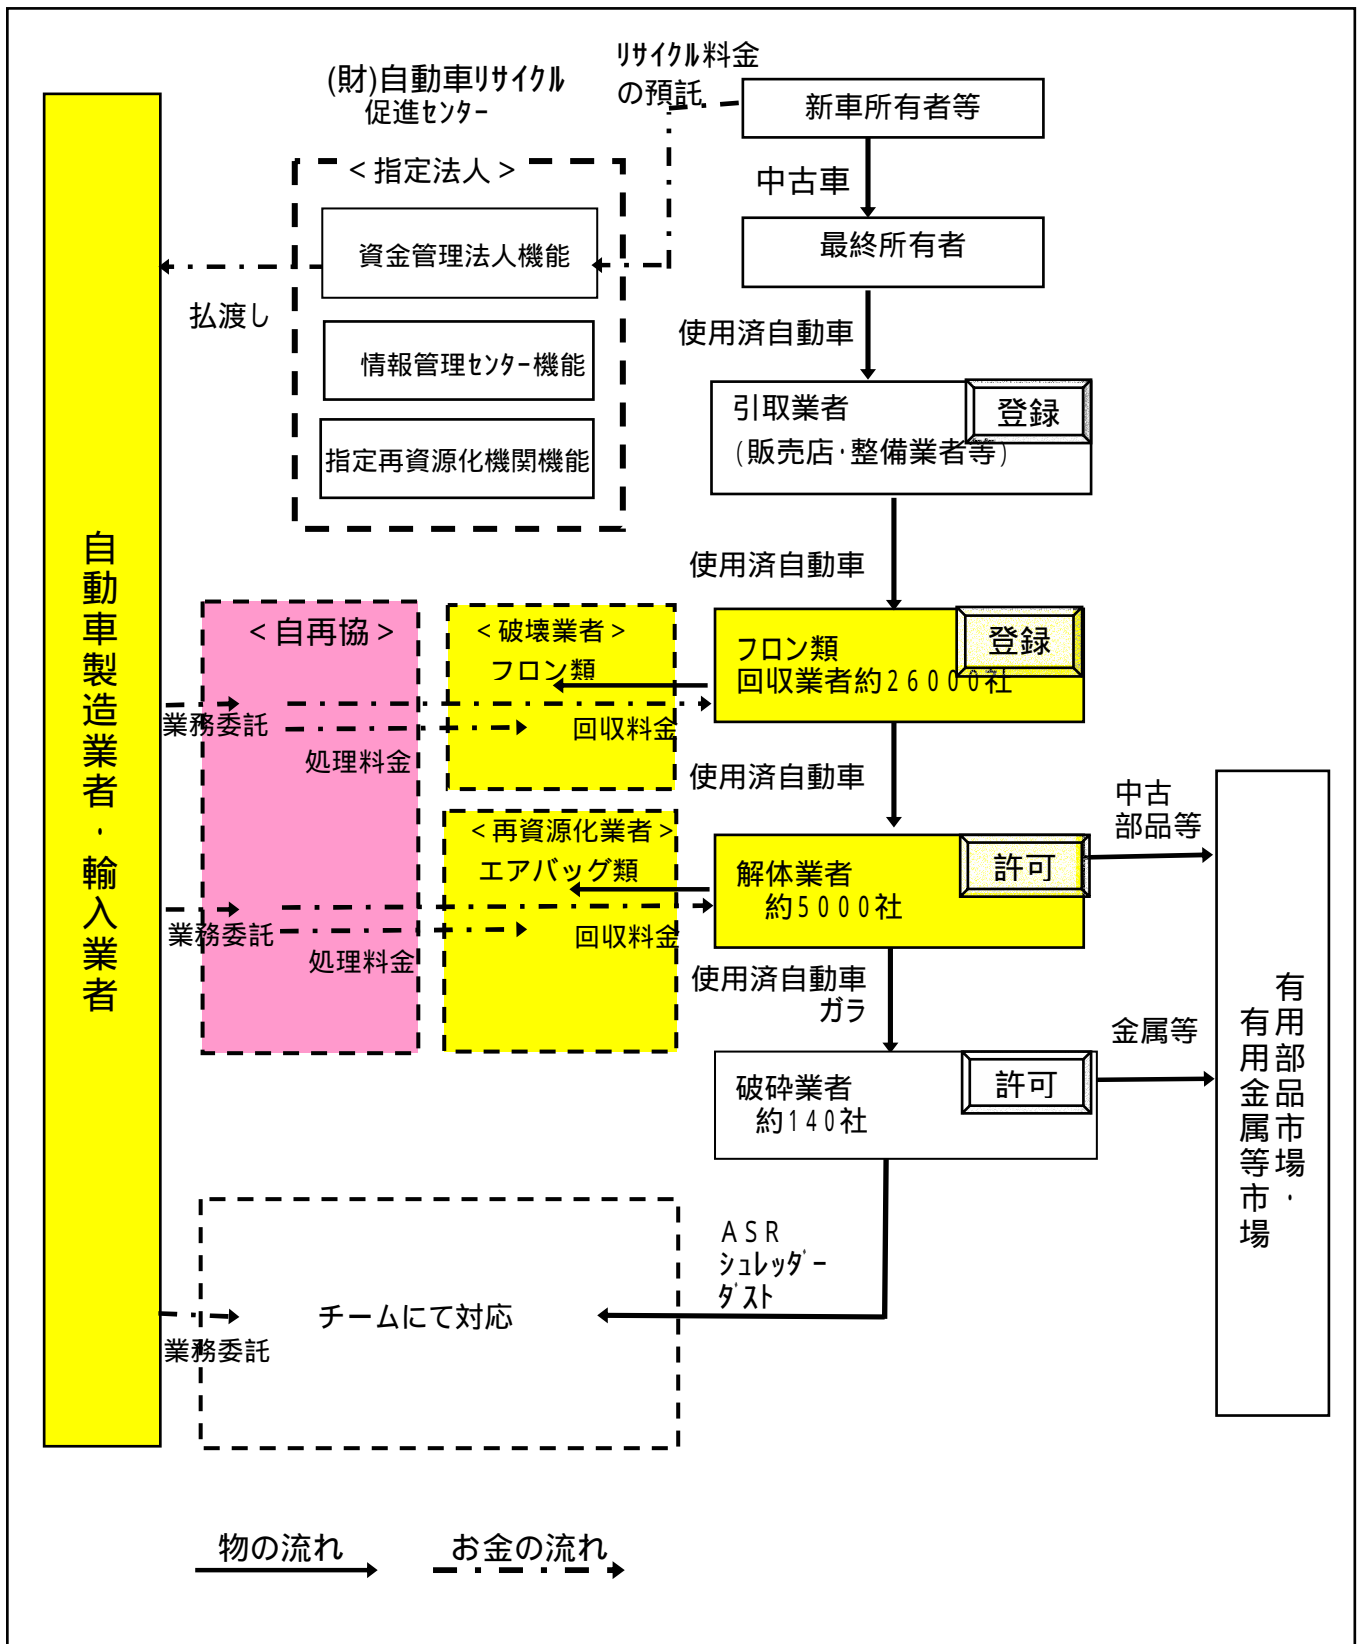 リサイクル料金
の預託
(財)自動車リサイクル
促進センター
新車所有者等
＜指定法人＞
中古車
資金管理法人機能
最終所有者
払渡し
使用済自動車
情報管理センター機能
引取業者
(販売店・整備業者等)
登録
指定再資源化機関機能
自動車製造業者・輸入業者
使用済自動車
＜自再協＞
＜破壊業者＞
フロン類
フロン類
回収業者約26000社
登録
業務委託
回収料金
処理料金
使用済自動車
中古
部品等
＜再資源化業者＞
エアバッグ類
解体業者
約5000社
許可
業務委託
回収料金
処理料金
使用済自動車
ガラ
金属等
有用部品市場・
有用金属等市場
破砕業者
約140社
許可
ＡＳＲ
シュレッダー
ダスト
チームにて対応
業務委託
物の流れ
お金の流れ